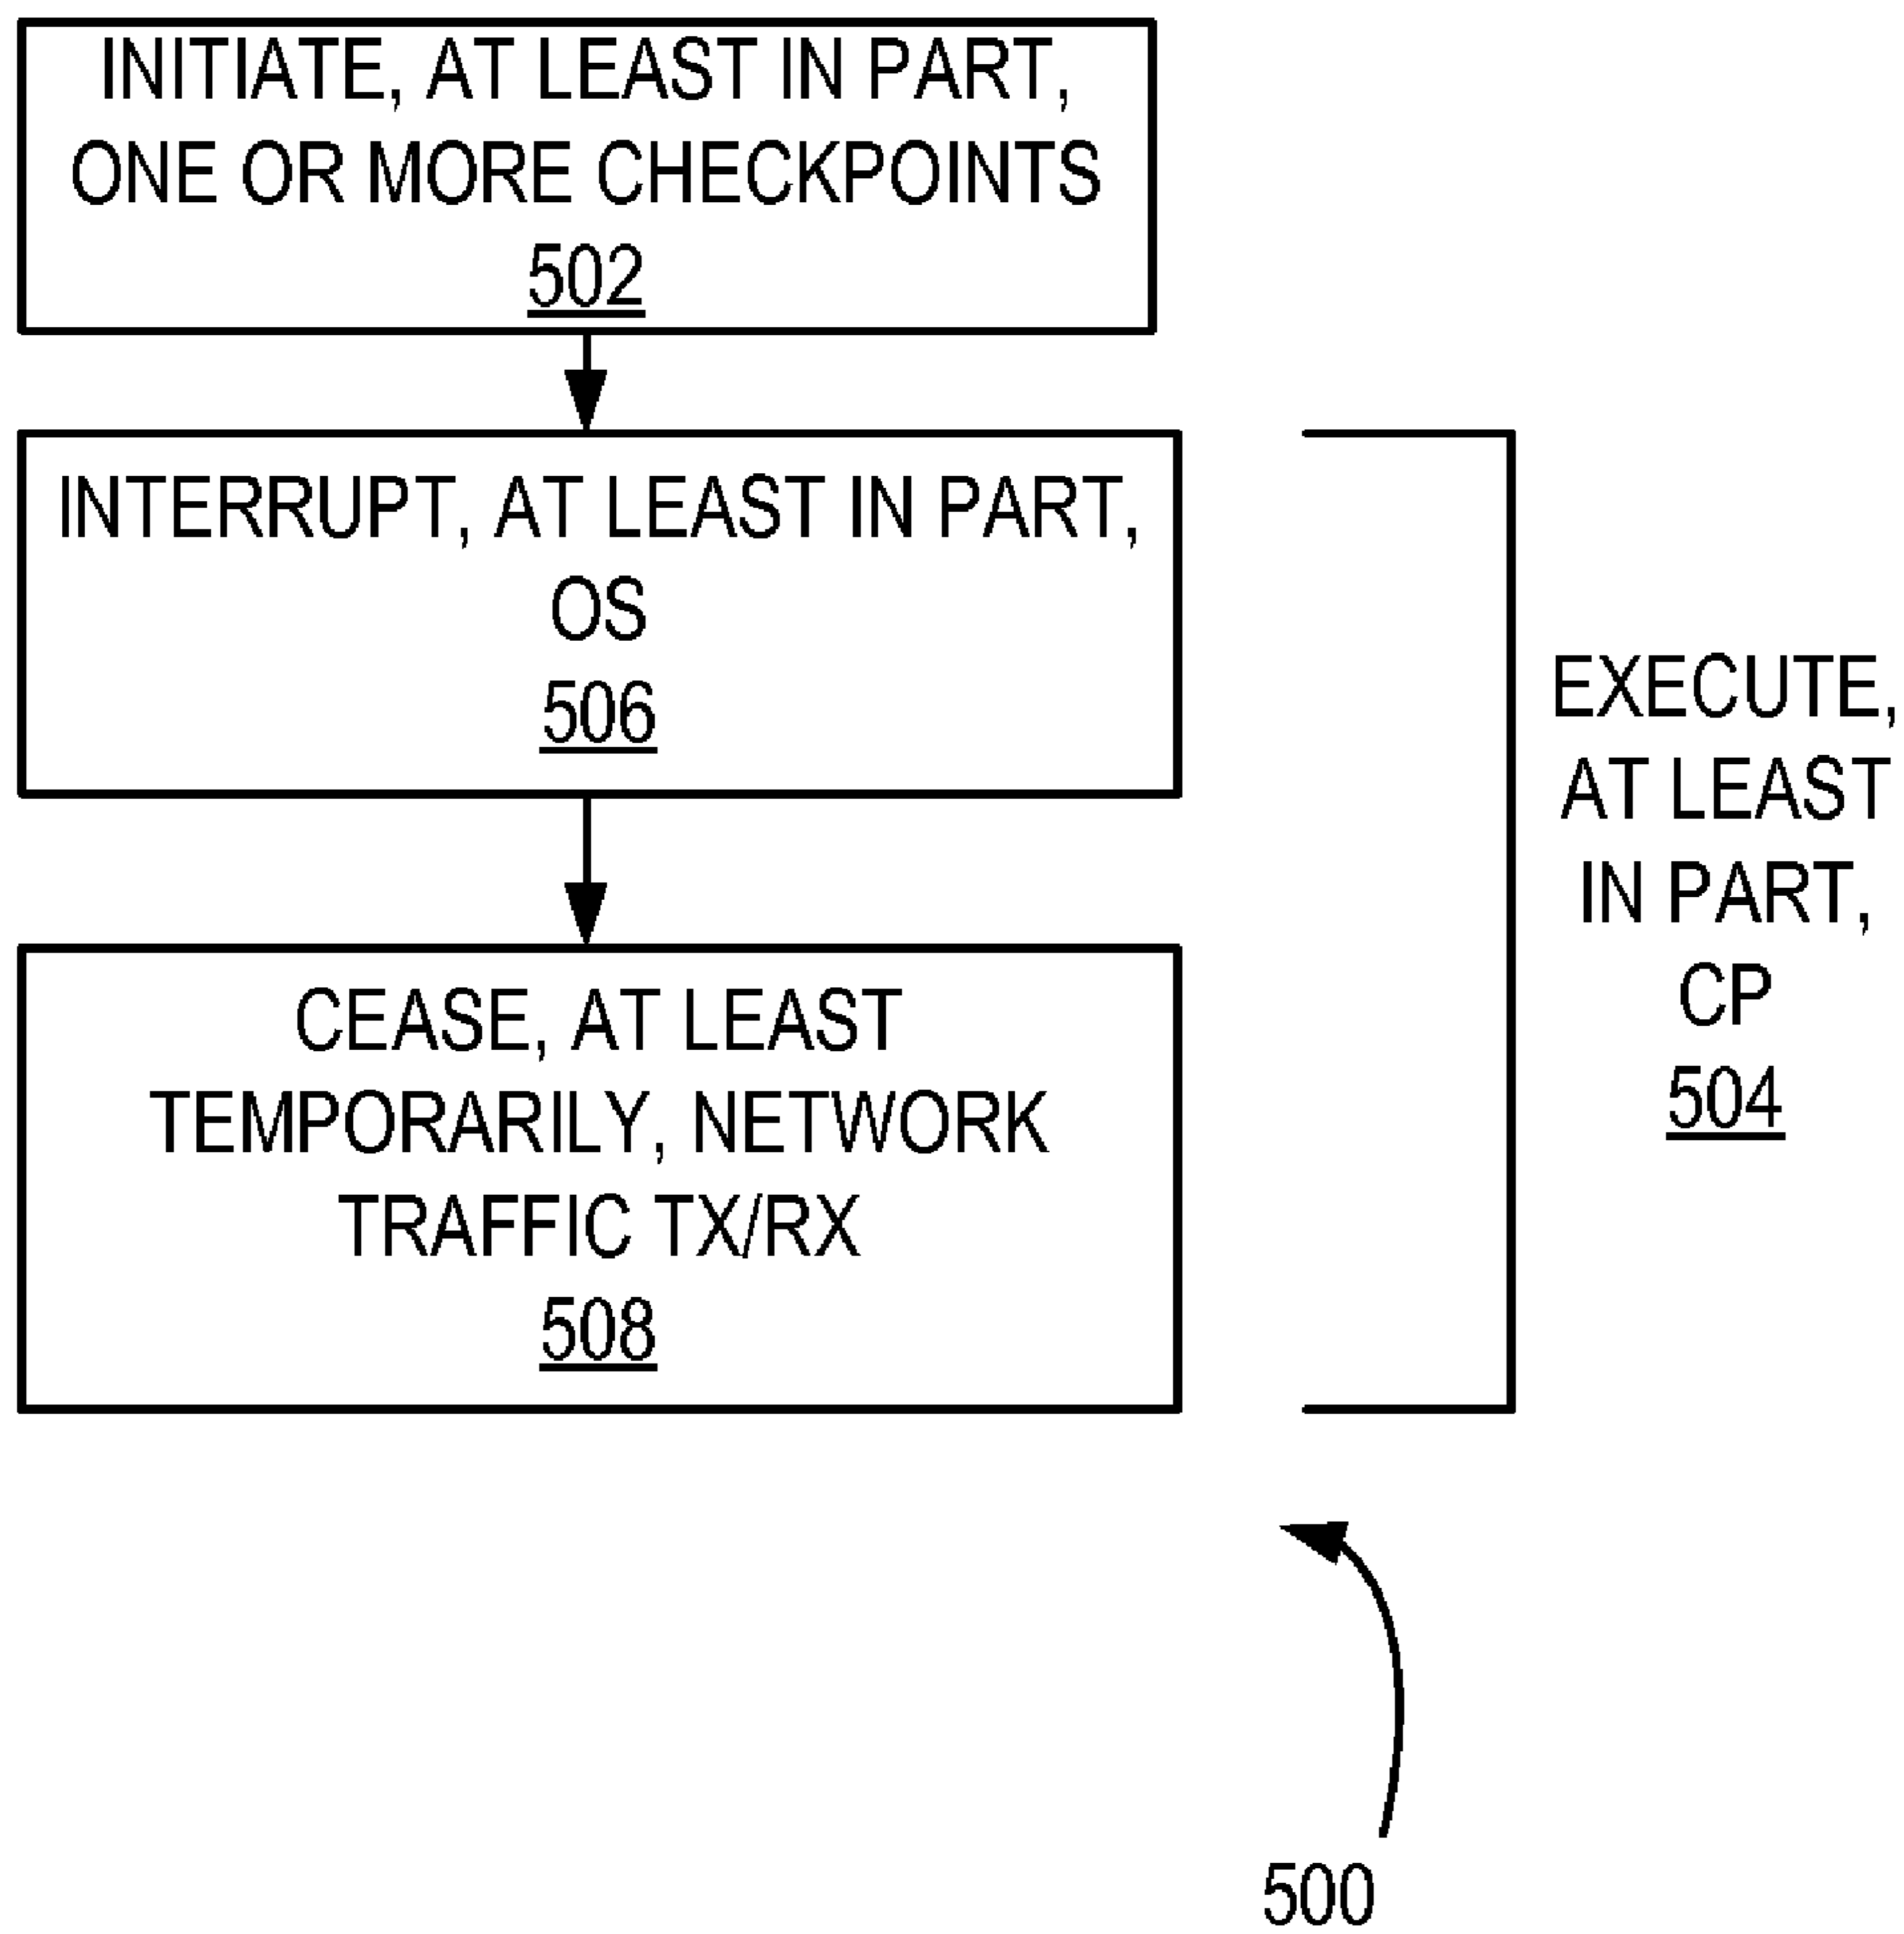 INITIATE, AT LEAST IN PART,
ONE OR MORE CHECKPOINTS
502
INTERRUPT, AT LEAST IN PART,
OS
506
CEASE, AT LEAST
TEMPORARILY, NETWORK
TRAFFIC TX/RX
508
EXECUTE,
AT LEAST
IN PART,
CP
504
500